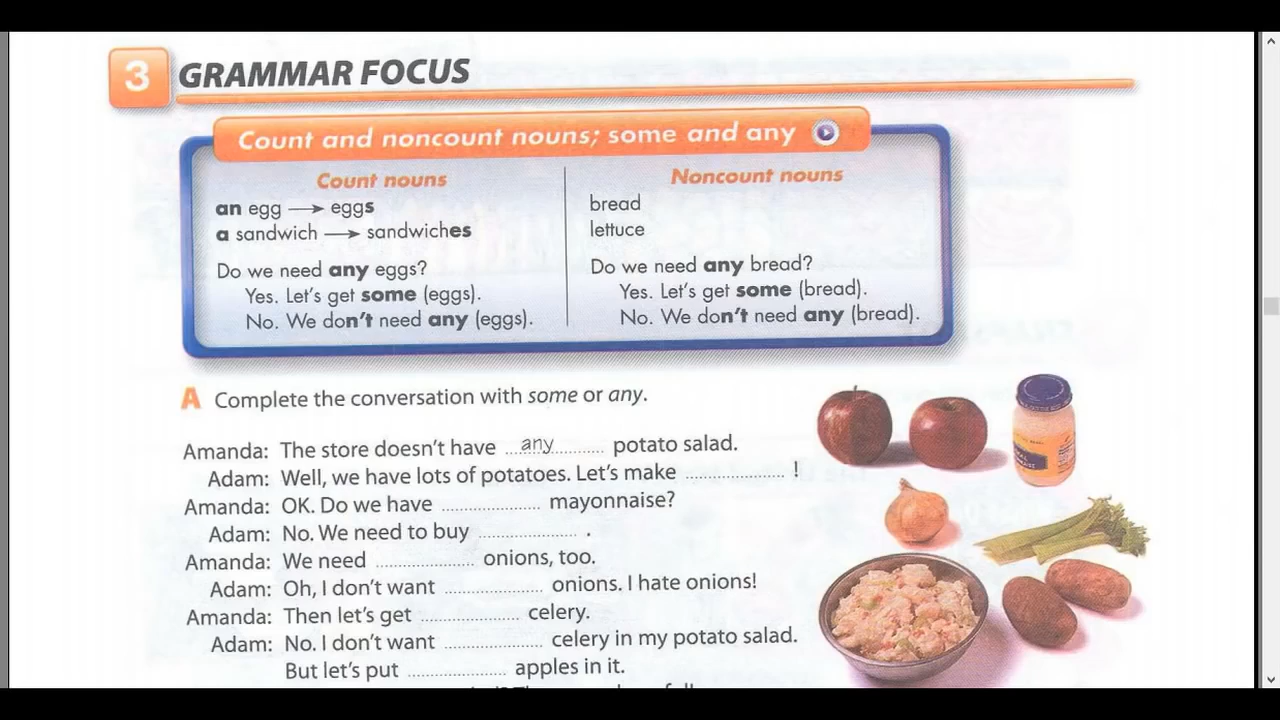 3 GRAMMAR FOCUS
Count and noncount nouns; some and any
Count nouns
an egg → eggs
a sandwich → sandwiches
Do we need any eggs?
Yes. Let's get some (eggs).
No. We don't need any (eggs).
Noncount nouns
bread
lettuce
Do we need any bread?
Yes. Let's get some (bread).
No. We don't need any (bread).
A Complete the conversation with some or any.
Amanda: The store doesn't have ...any............ potato salad.
Adam: Well, we have lots of potatoes. Let's make ........................ !
Amanda: OK. Do we have ........................ mayonnaise?
Adam: No. We need to buy ........................ .
Amanda: We need ........................ onions, too.
Adam: Oh, I don't want ........................ onions. I hate onions!
Amanda: Then let's get ........................ celery.
Adam: No. I don't want ........................ celery in my potato salad.
But let's put ........................ apples in it.